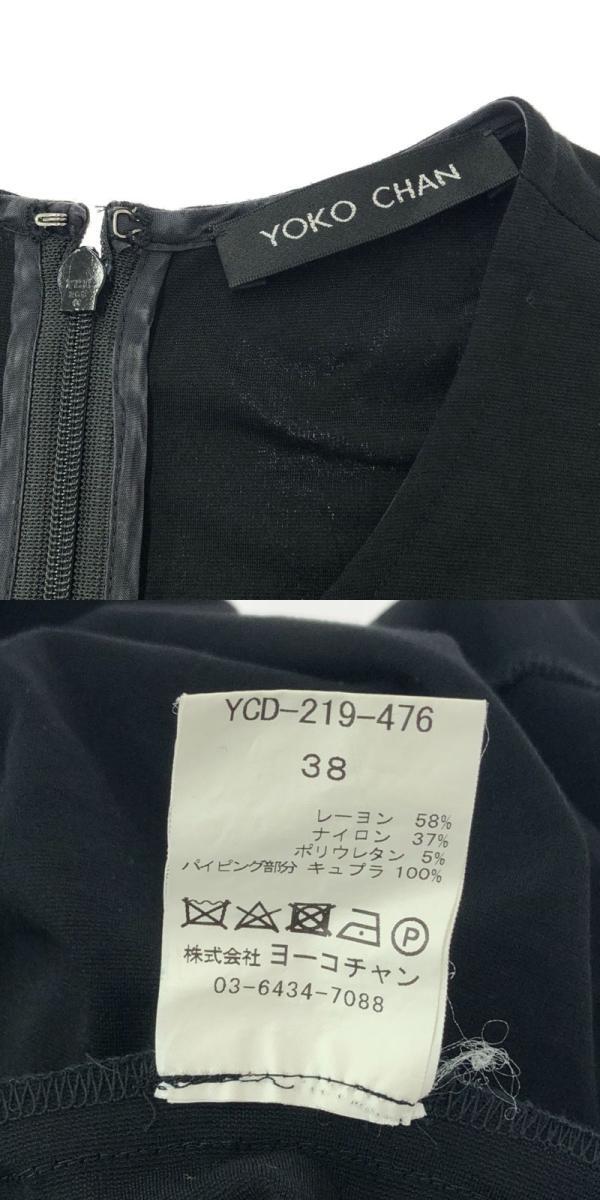 YOKO CHAN
YCD-219-476
38
レーヨン 58%
ナイロン 37%
ポリウレタン 5%
パイピング部分 キュプラ 100%
P
株式会社 ヨーコチャン
03-6434-7088